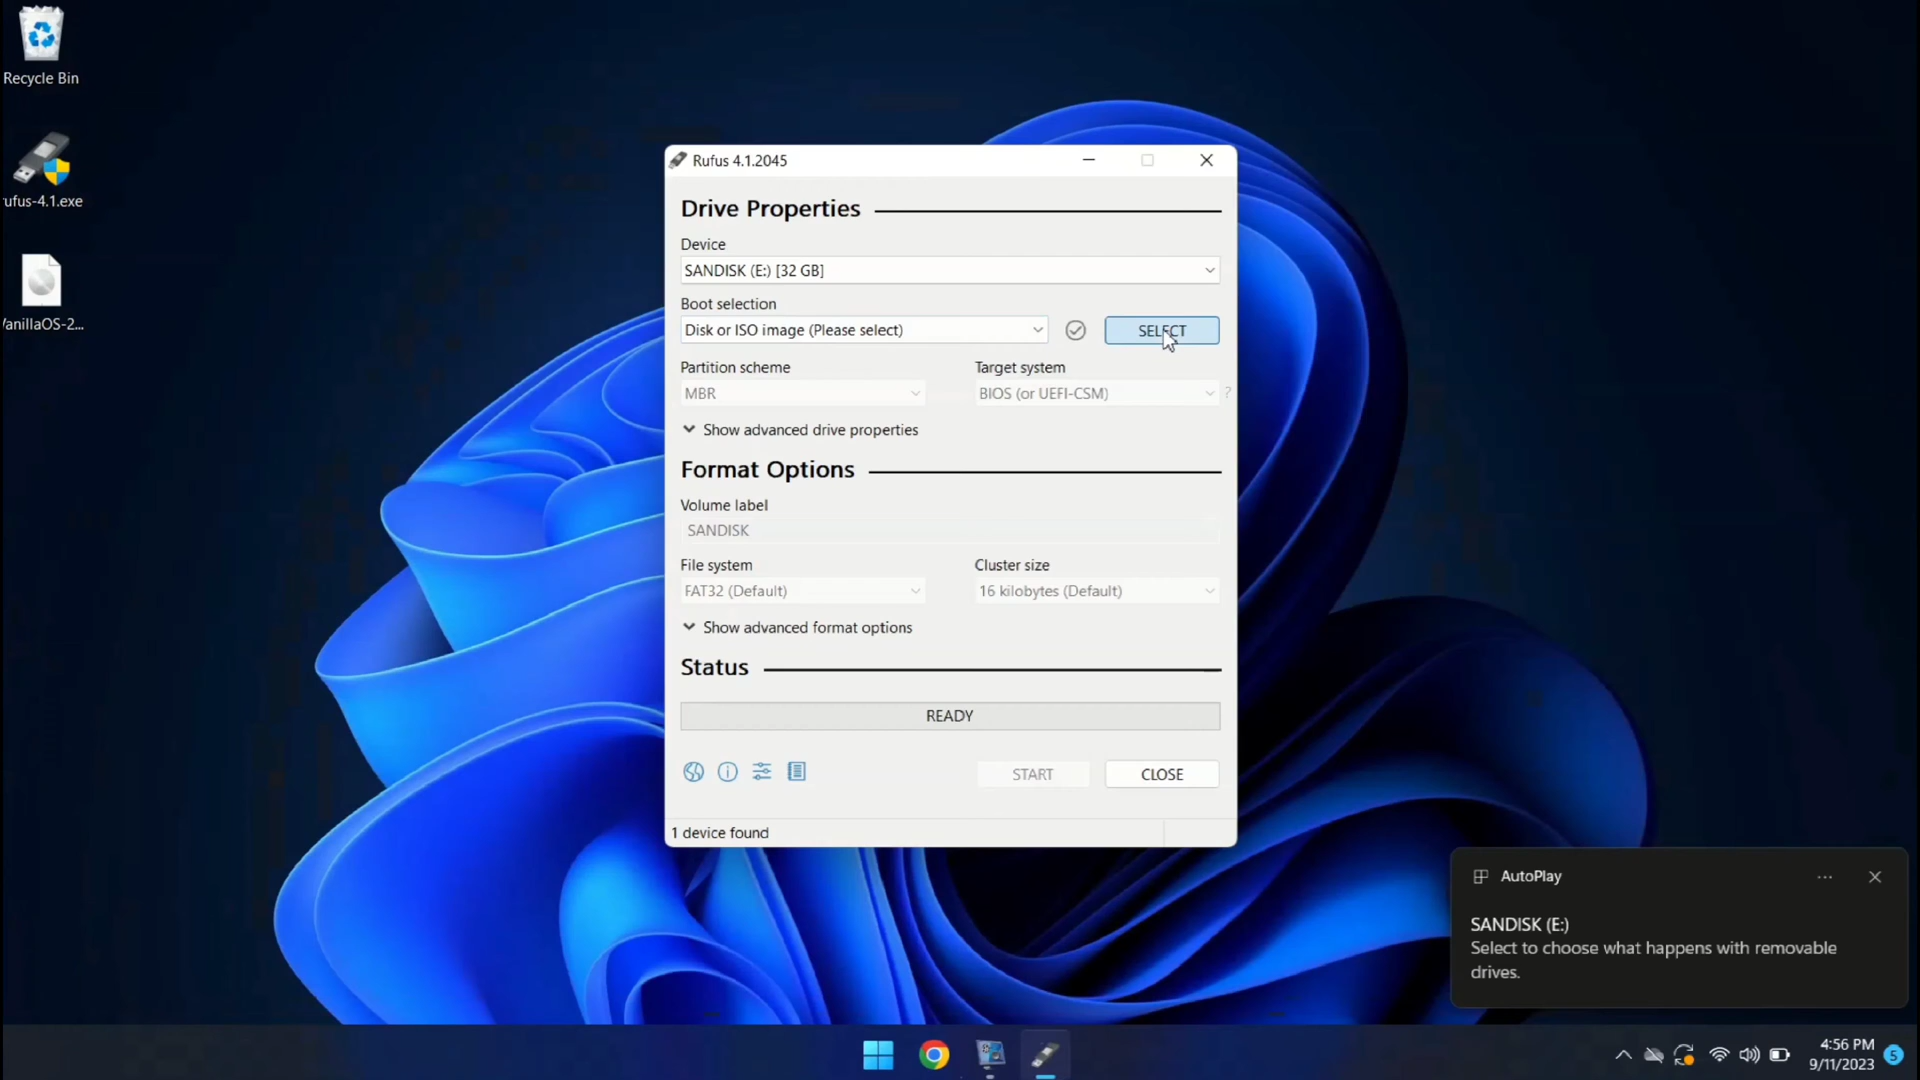 Recycle Bin
ufus-4.1.exe
VanillaOS-2...
Rufus 4.1.2045
Drive Properties
Device
SANDISK (E:) [32 GB]
Boot selection
Disk or ISO image (Please select)
SELECT
Partition scheme
Target system
MBR
BIOS (or UEFI-CSM)
?
Show advanced drive properties
Format Options
Volume label
SANDISK
File system
Cluster size
FAT32 (Default)
16 kilobytes (Default)
Show advanced format options
Status
READY
START
CLOSE
1 device found
AutoPlay
SANDISK (E:)
Select to choose what happens with removable
drives.
4:56 PM
9/11/2023
5